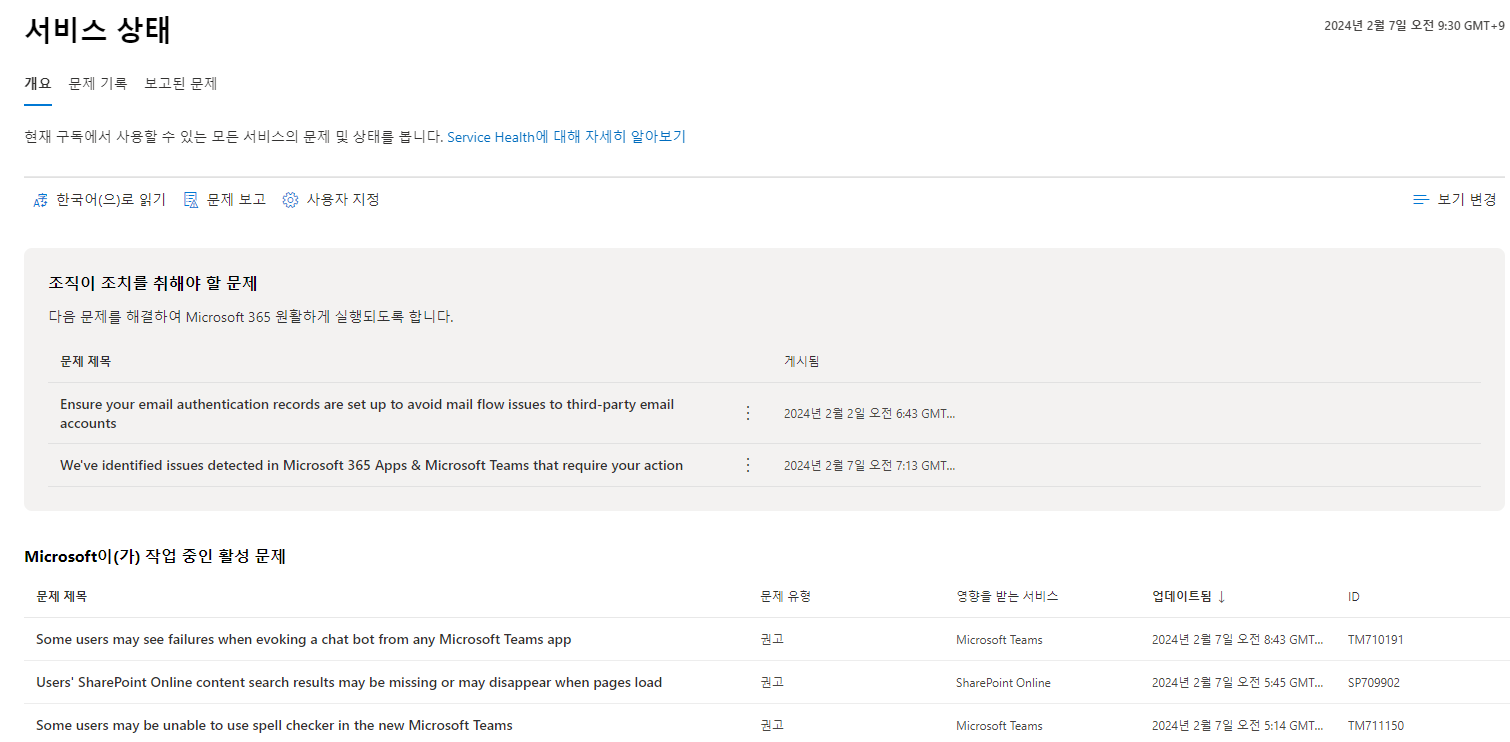 서비스 상태
2024년 2월 7일 오전 9:30 GMT+9
개요 문제 기록 보고된 문제
현재 구독에서 사용할 수 있는 모든 서비스의 문제 및 상태를 봅니다. Service Health에 대해 자세히 알아보기
한국어(으)로 읽기 문제 보고 사용자 지정 보기 변경
조직이 조치를 취해야 할 문제
다음 문제를 해결하여 Microsoft 365 원활하게 실행되도록 합니다.
문제 제목 게시됨
Ensure your email authentication records are set up to avoid mail flow issues to third-party email
accounts
2024년 2월 2일 오전 6:43 GMT...
We've identified issues detected in Microsoft 365 Apps & Microsoft Teams that require your action 2024년 2월 7일 오전 7:13 GMT...
Microsoft이(가) 작업 중인 활성 문제
문제 제목 문제 유형 영향을 받는 서비스 업데이트됨 ↓ ID
Some users may see failures when evoking a chat bot from any Microsoft Teams app 권고 Microsoft Teams 2024년 2월 7일 오전 8:43 GMT... TM710191
Users' SharePoint Online content search results may be missing or may disappear when pages load 권고 SharePoint Online 2024년 2월 7일 오전 5:45 GMT... SP709902
Some users may be unable to use spell checker in the new Microsoft Teams 권고 Microsoft Teams 2024년 2월 7일 오전 5:14 GMT... TM711150